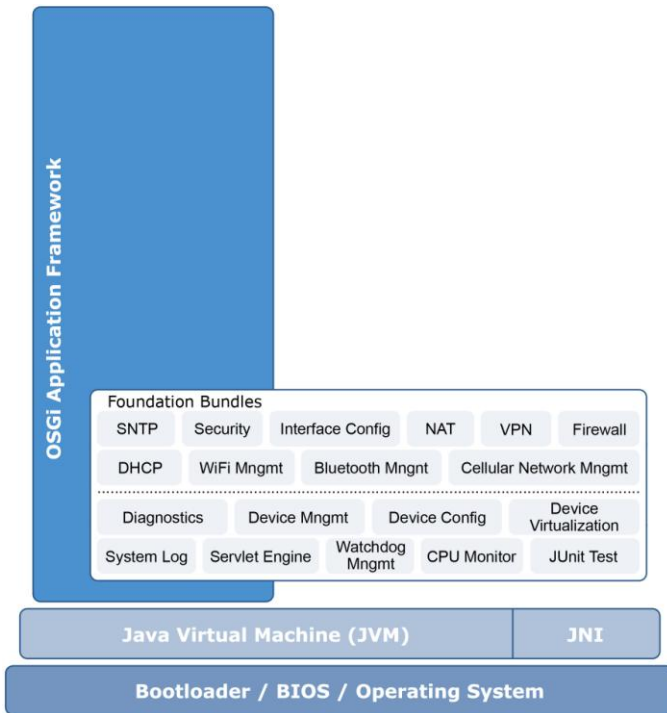 OSGi Application Framework
Foundation Bundles
SNTP Security Interface Config NAT VPN Firewall
DHCP WiFi Mngmt Bluetooth Mngnt Cellular Network Mngmt
Diagnostics Device Mngmt Device Config Device
Virtualization
System Log Servlet Engine Watchdog
Mngmt CPU Monitor JUnit Test
Java Virtual Machine (JVM) JNI
Bootloader / BIOS / Operating System